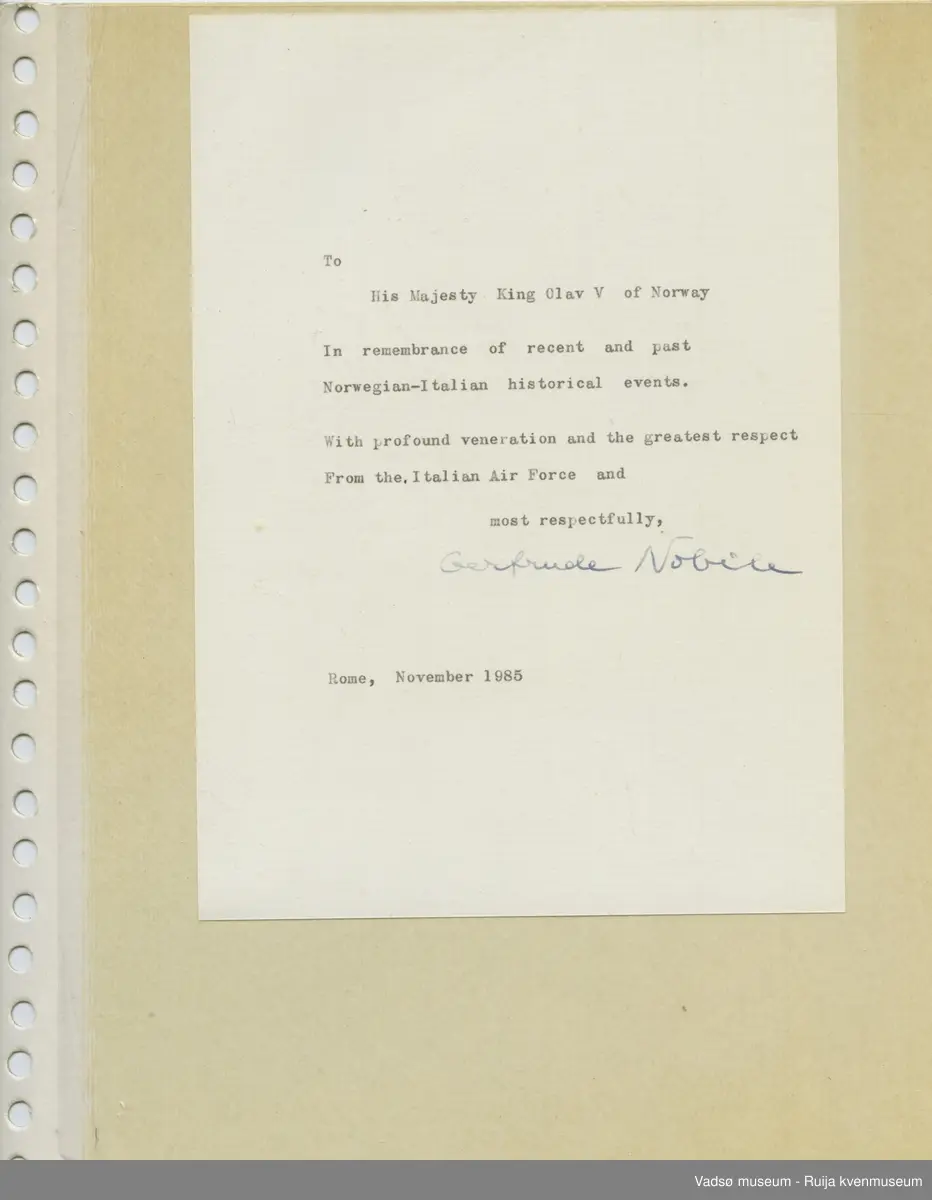 To
His Majesty King Olav V of Norway
In remembrance of recent and past
Norwegian-Italian historical events.
With profound veneration and the greatest respect
From the. Italian Air Force and
most respectfully,
Gertrude Nobile
Rome, November 1985
Vadsø museum - Ruija kvenmuseum